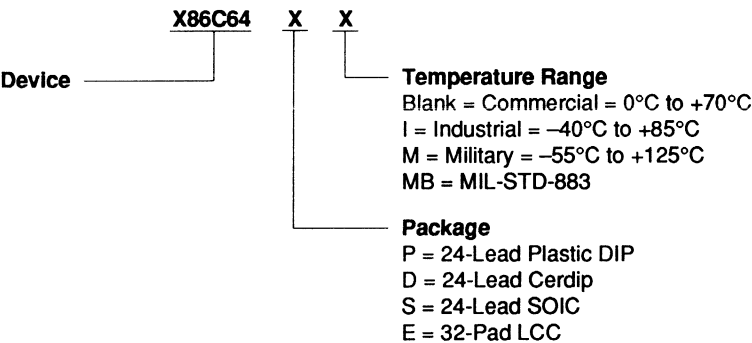 X86C64 X X
Device
Temperature Range
Blank = Commercial = 0°C to +70°C
I = Industrial = –40°C to +85°C
M = Military = –55°C to +125°C
MB = MIL-STD-883
Package
P = 24-Lead Plastic DIP
D = 24-Lead Cerdip
S = 24-Lead SOIC
E = 32-Pad LCC